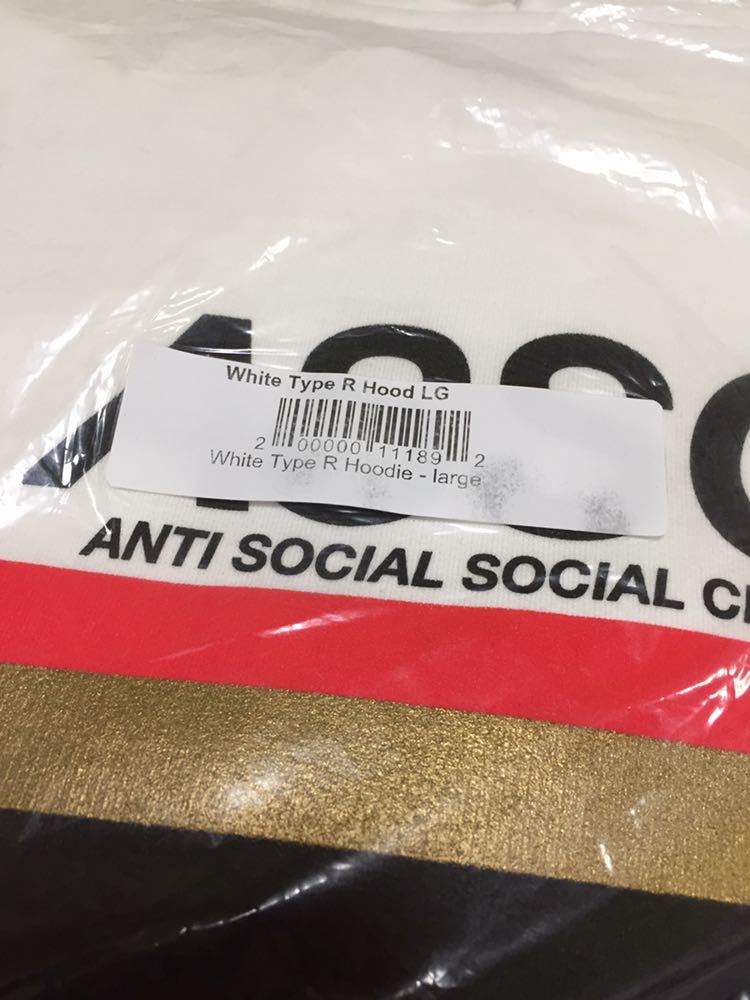 White Type R Hood LG
2 00000 11189 2
White Type R Hoodie - large
ANTI SOCIAL SOCIAL